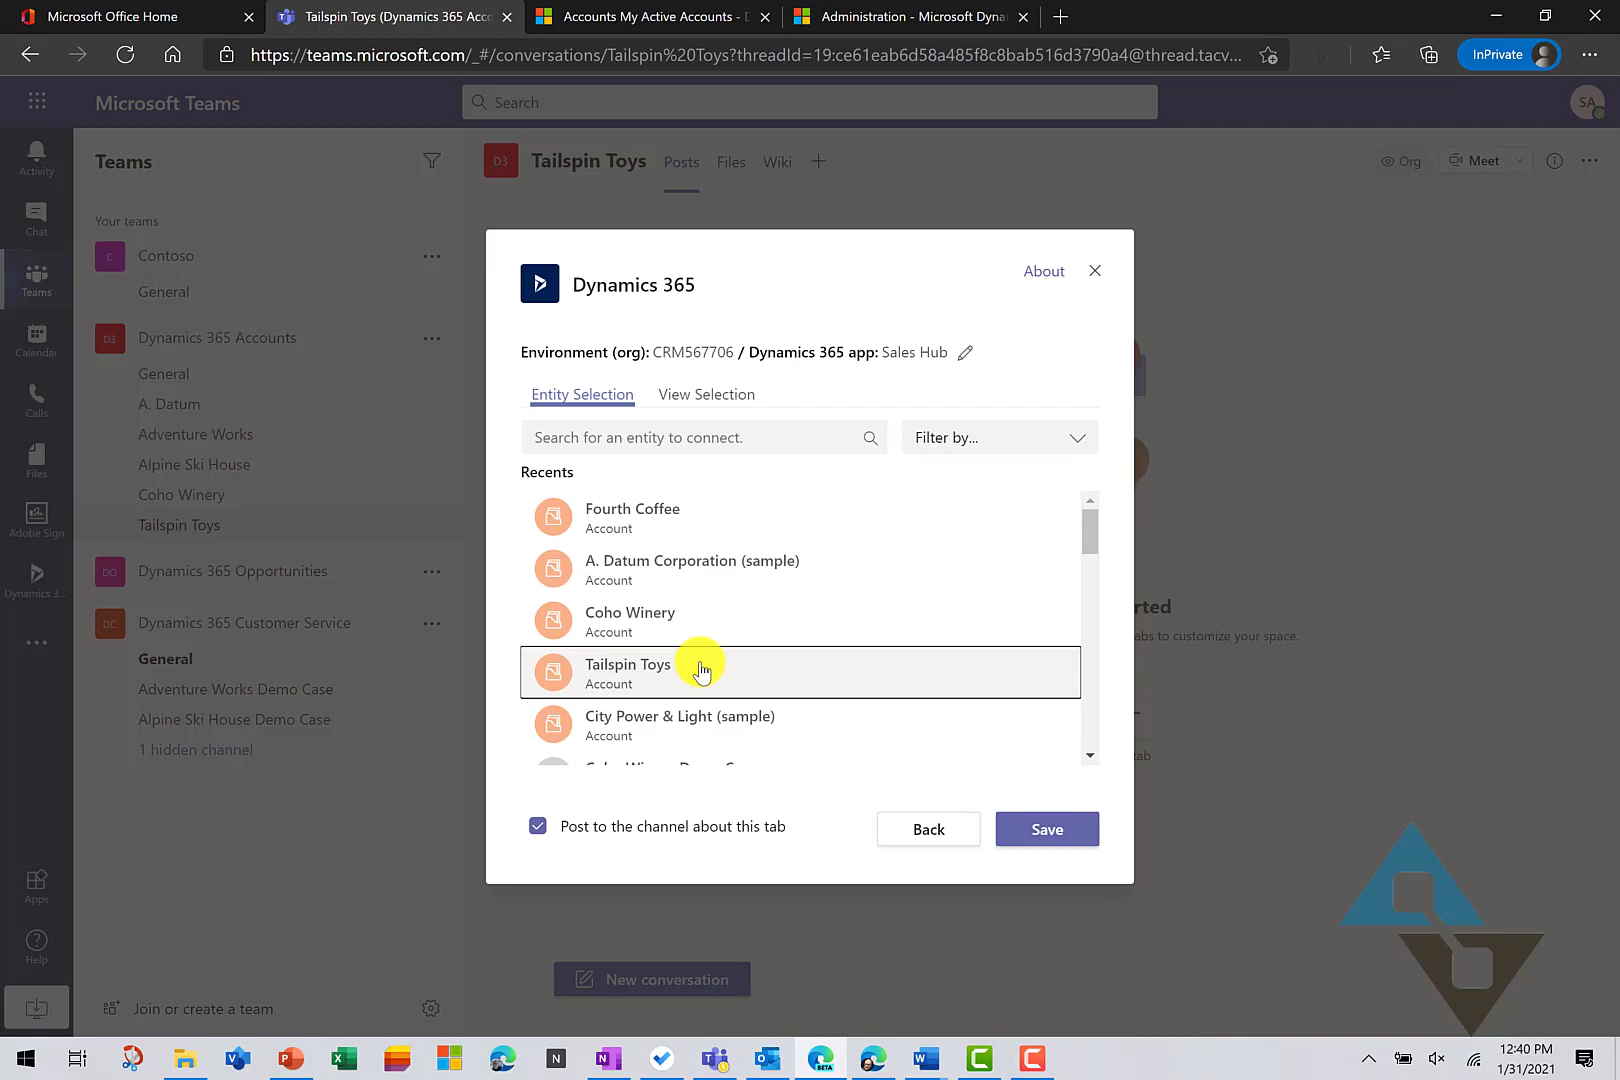 Microsoft Office Home
Tailspin Toys (Dynamics 365 Acco
Accounts My Active Accounts -
Administration - Microsoft Dyna
https://teams.microsoft.com/_#/conversations/Tailspin%20Toys?threadId=19:ce61eab6d58a485f8c8bab516d3790a4@thread.tacv...
InPrivate
Microsoft Teams
Search
SA
Activity
Chat
Teams
Calendar
Calls
Files
Adobe Sign
Dynamics 3...
Apps
Help
Teams
Your teams
C
Contoso
General
D3
Dynamics 365 Accounts
General
A. Datum
Adventure Works
Alpine Ski House
Coho Winery
Tailspin Toys
DO
Dynamics 365 Opportunities
DC
Dynamics 365 Customer Service
General
Adventure Works Demo Case
Alpine Ski House Demo Case
1 hidden channel
Join or create a team
D3
Tailspin Toys
Posts
Files
Wiki
Org
Meet
Dynamics 365
About
Environment (org): CRM567706 / Dynamics 365 app: Sales Hub
Entity Selection
View Selection
Search for an entity to connect.
Filter by...
Recents
Fourth Coffee
Account
A. Datum Corporation (sample)
Account
Coho Winery
Account
Tailspin Toys
Account
City Power & Light (sample)
Account
Post to the channel about this tab
Back
Save
rted
abs to customize your space.
tab
New conversation
N
BETA
12:40 PM
1/31/2021